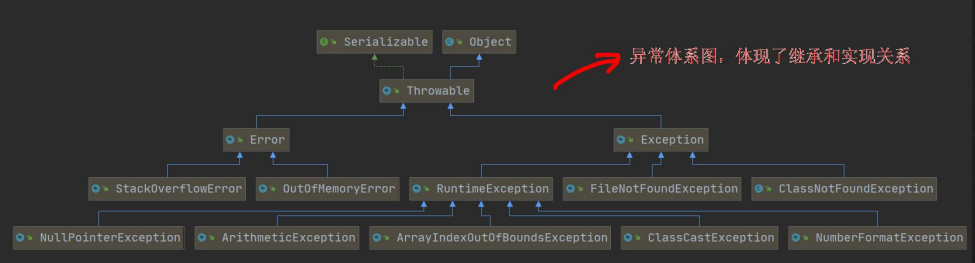 Serializable
Object
异常体系图，体现了继承和实现关系
Throwable
Error
Exception
StackOverflowError
OutOfMemoryError
RuntimeException
FileNotFoundException
ClassNotFoundException
NullPointerException
ArithmeticException
ArrayIndexOutOfBoundsException
ClassCastException
NumberFormatException